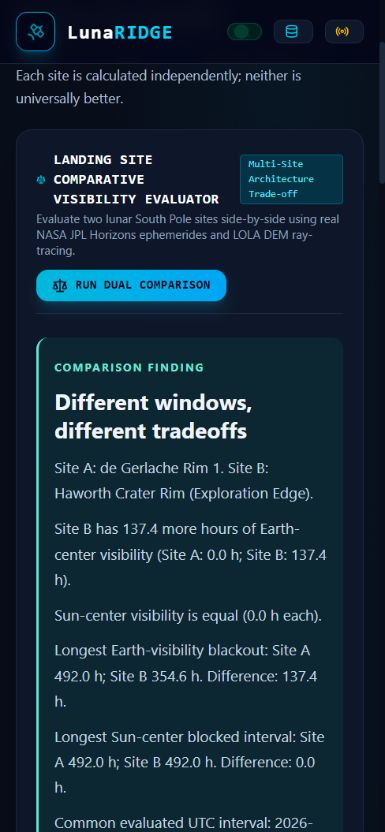 LunaRIDGE
Each site is calculated independently; neither is
universally better.
LANDING SITE
COMPARATIVE
VISIBILITY EVALUATOR
Multi-Site
Architecture
Trade-off
Evaluate two lunar South Pole sites side-by-side using real
NASA JPL Horizons ephemerides and LOLA DEM ray-
tracing.
RUN DUAL COMPARISON
COMPARISON FINDING
Different windows,
different tradeoffs
Site A: de Gerlache Rim 1. Site B:
Haworth Crater Rim (Exploration Edge).
Site B has 137.4 more hours of Earth-
center visibility (Site A: 0.0 h; Site B: 137.4
h).
Sun-center visibility is equal (0.0 h each).
Longest Earth-visibility blackout: Site A
492.0 h; Site B 354.6 h. Difference: 137.4
h.
Longest Sun-center blocked interval: Site
A 492.0 h; Site B 492.0 h. Difference: 0.0
h.
Common evaluated UTC interval: 2026-